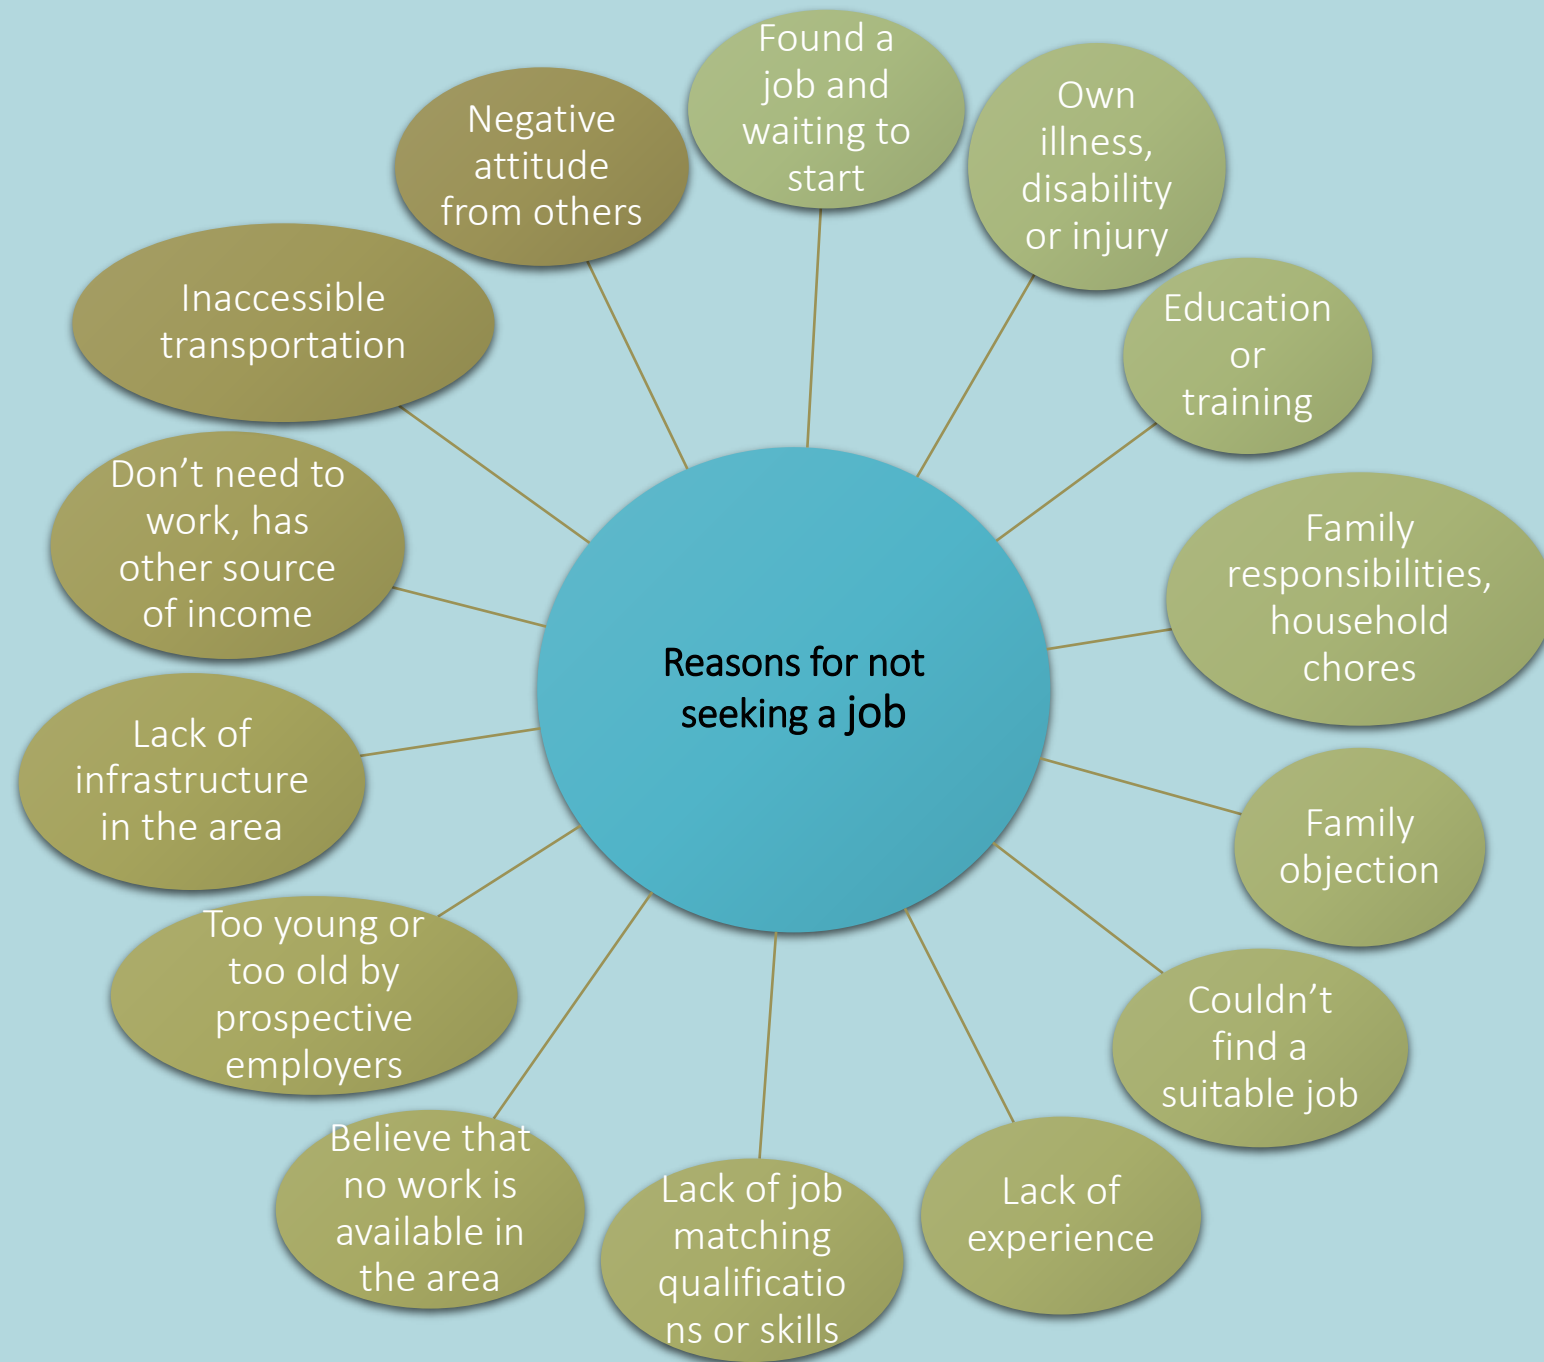 Found a
job and
waiting to
start
Own
illness,
disability
or injury
Education
or
training
Family
responsibilities,
household
chores
Family
objection
Couldn’t
find a
suitable job
Lack of
experience
Lack of job
matching
qualificatio
ns or skills
Believe that
no work is
available in
the area
Too young or
too old by
prospective
employers
Lack of
infrastructure
in the area
Don’t need to
work, has
other source
of income
Inaccessible
transportation
Negative
attitude
from others
Reasons for not
seeking a job